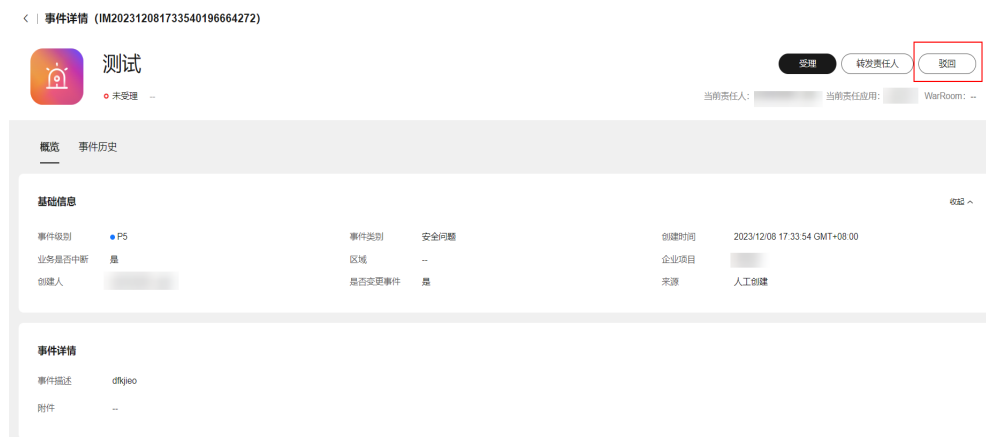 事件详情（IM202312081733540196664272）
测试
受理 转发责任人 驳回
未受理 --
当前责任人： 当前责任应用： WarRoom： --
概览 事件历史
基础信息 收起
事件级别 P5 事件类别 安全问题 创建时间 2023/12/08 17:33:54 GMT+08:00
业务是否中断 是 区域 -- 企业项目
创建人 是否变更事件 是 来源 人工创建
事件详情
事件描述 dfkjieo
附件 --